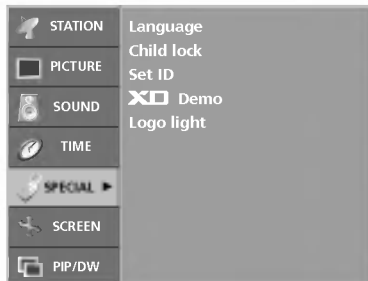 STATION
PICTURE
SOUND
TIME
SPECIAL ►
SCREEN
PIP/DW
Language
Child lock
Set ID
XD Demo
Logo light